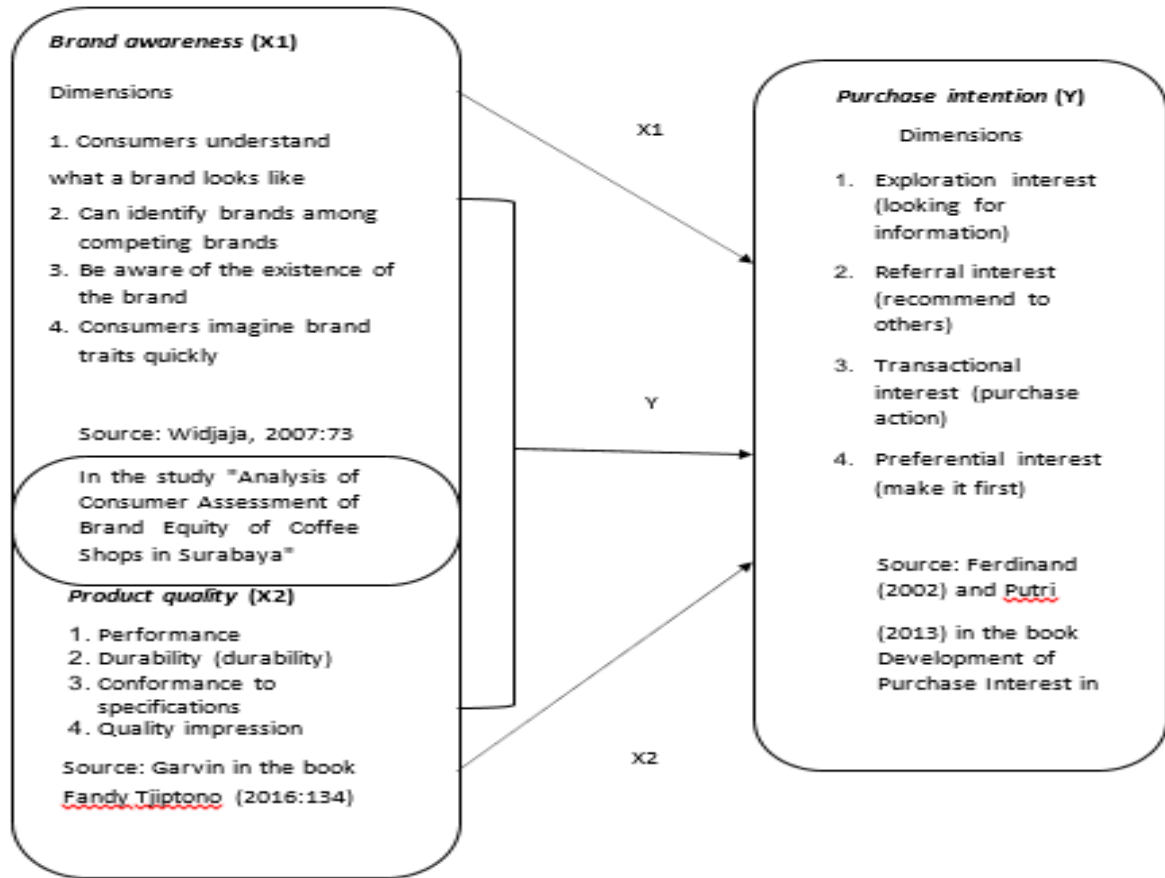 Brand awareness (X1)
Dimensions
1. Consumers understand
what a brand looks like
2. Can identify brands among
competing brands
3. Be aware of the existence of
the brand
4. Consumers imagine brand
traits quickly
Source: Widjaja, 2007:73
In the study "Analysis of
Consumer Assessment of
Brand Equity of Coffee
Shops in Surabaya"
Product quality (X2)
1. Performance
2. Durability (durability)
3. Conformance to
specifications
4. Quality impression
Source: Garvin in the book
Fandy Tjiptono (2016:134)
X1
Y
X2
Purchase intention (Y)
Dimensions
1. Exploration interest
(looking for
information)
2. Referral interest
(recommend to
others)
3. Transactional
interest (purchase
action)
4. Preferential interest
(make it first)
Source: Ferdinand
(2002) and Putri
(2013) in the book
Development of
Purchase Interest in